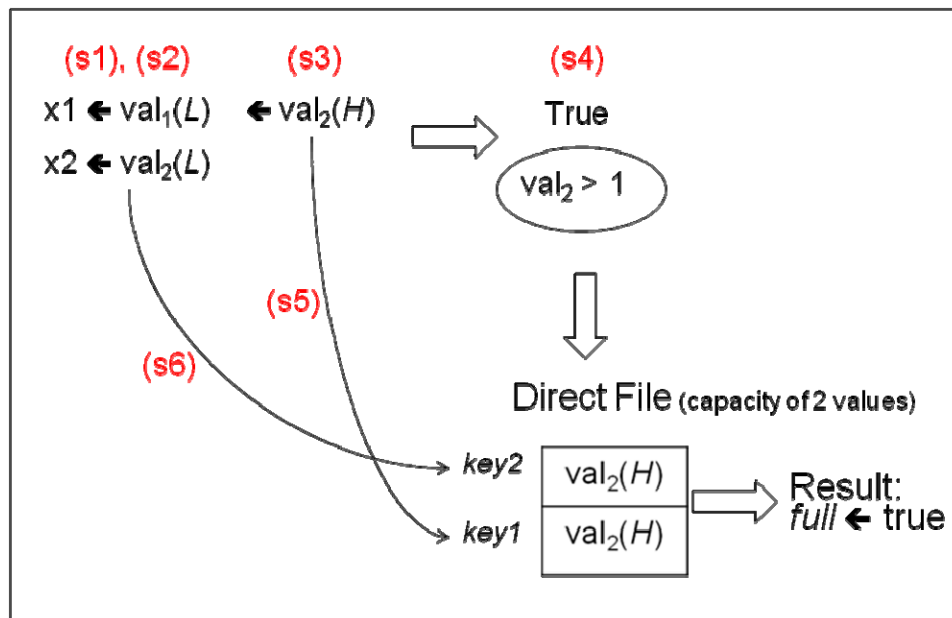 (s1), (s2) (s3) (s4)
x1 🡸 val₁(L) 🡸 val₂(H) True
x2 🡸 val₂(L) val₂ > 1
(s5)
(s6)
Direct File (capacity of 2 values)
key2 val₂(H) Result:
key1 val₂(H) full 🡸 true